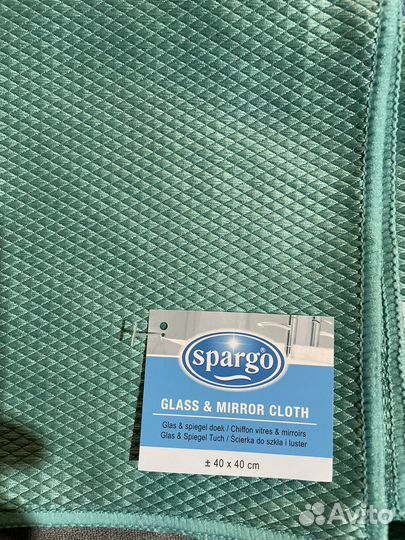 spargo
GLASS & MIRROR CLOTH
Glas & spiegel doek / Chiffon vitres & mirroirs
Glas & Spiegel Tuch / Ścierka do szkła i luster
± 40 x 40 cm
Avito